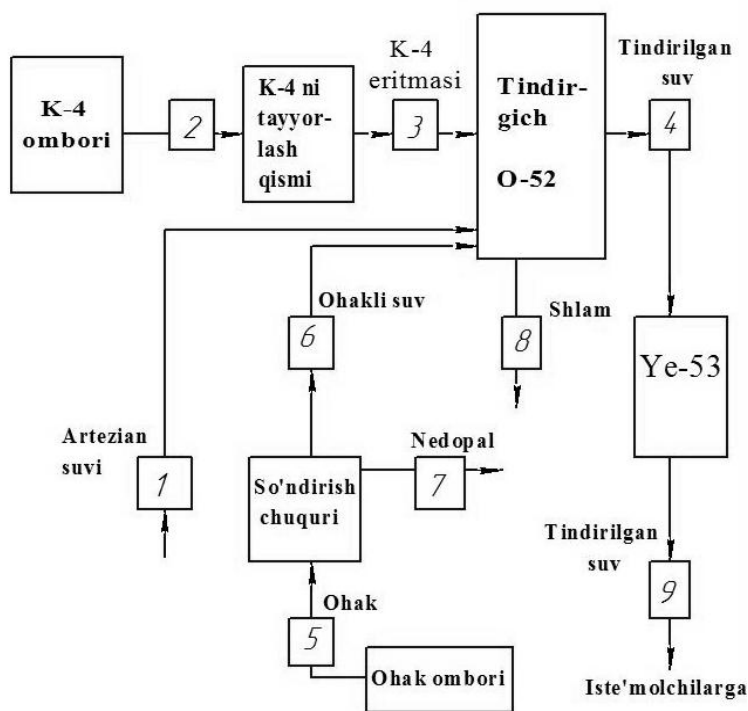 K-4
ombori
2
K-4 ni
tayyor-
lash
qismi
K-4
eritmasi
3
Tindir-
gich
O-52
Tindirilgan
suv
4
Ohakli suv
6
Shlam
8
Ye-53
Artezian
suvi
1
So'ndirish
chuquri
Nedopal
7
Tindirilgan
suv
9
Ohak
5
Ohak ombori
Iste'molchilarga